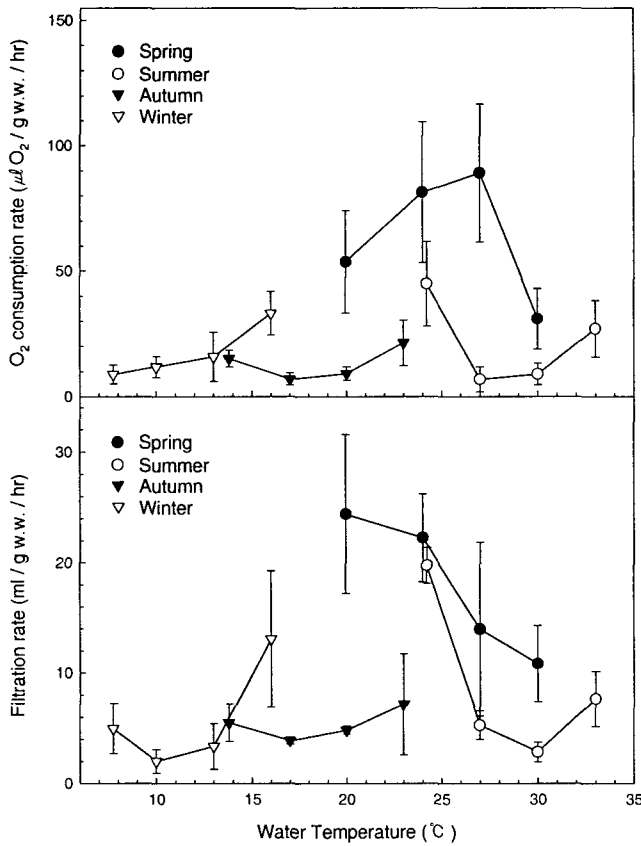 150
100
50
0
O₂ consumption rate (μl O₂ / g w.w. / hr)
Spring
Summer
Autumn
Winter
30
20
10
0
Filtration rate (ml / g w.w. / hr)
Spring
Summer
Autumn
Winter
10 15 20 25 30 35
Water Temperature (℃)